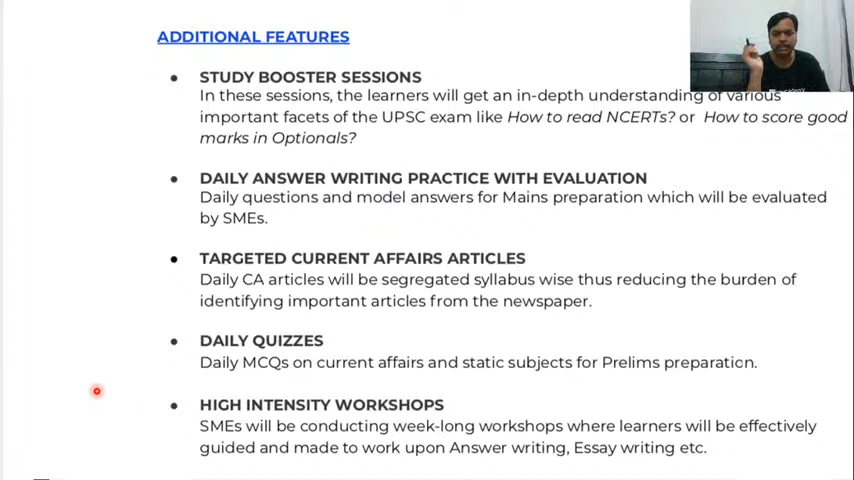 ADDITIONAL FEATURES
● STUDY BOOSTER SESSIONS
In these sessions, the learners will get an in-depth understanding of various
important facets of the UPSC exam like How to read NCERTs? or How to score good
marks in Optionals?
● DAILY ANSWER WRITING PRACTICE WITH EVALUATION
Daily questions and model answers for Mains preparation which will be evaluated
by SMEs.
● TARGETED CURRENT AFFAIRS ARTICLES
Daily CA articles will be segregated syllabus wise thus reducing the burden of
identifying important articles from the newspaper.
● DAILY QUIZZES
Daily MCQs on current affairs and static subjects for Prelims preparation.
● HIGH INTENSITY WORKSHOPS
SMEs will be conducting week-long workshops where learners will be effectively
guided and made to work upon Answer writing, Essay writing etc.